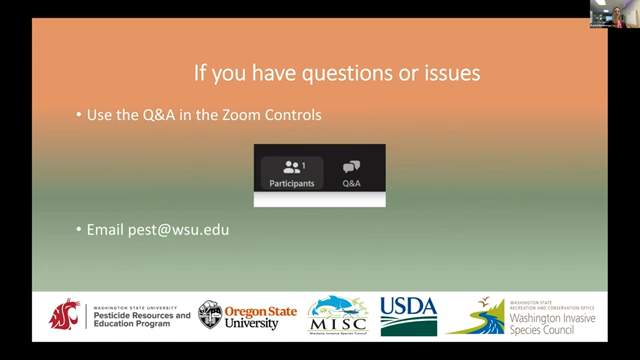 If you have questions or issues
• Use the Q&A in the Zoom Controls
1
Participants
Q&A
• Email pest@wsu.edu
WASHINGTON STATE UNIVERSITY
Pesticide Resources and
Education Program
Oregon State
University
MISC
USDA
WASHINGTON STATE
RECREATION AND CONSERVATION OFFICE
Washington Invasive
Species Council